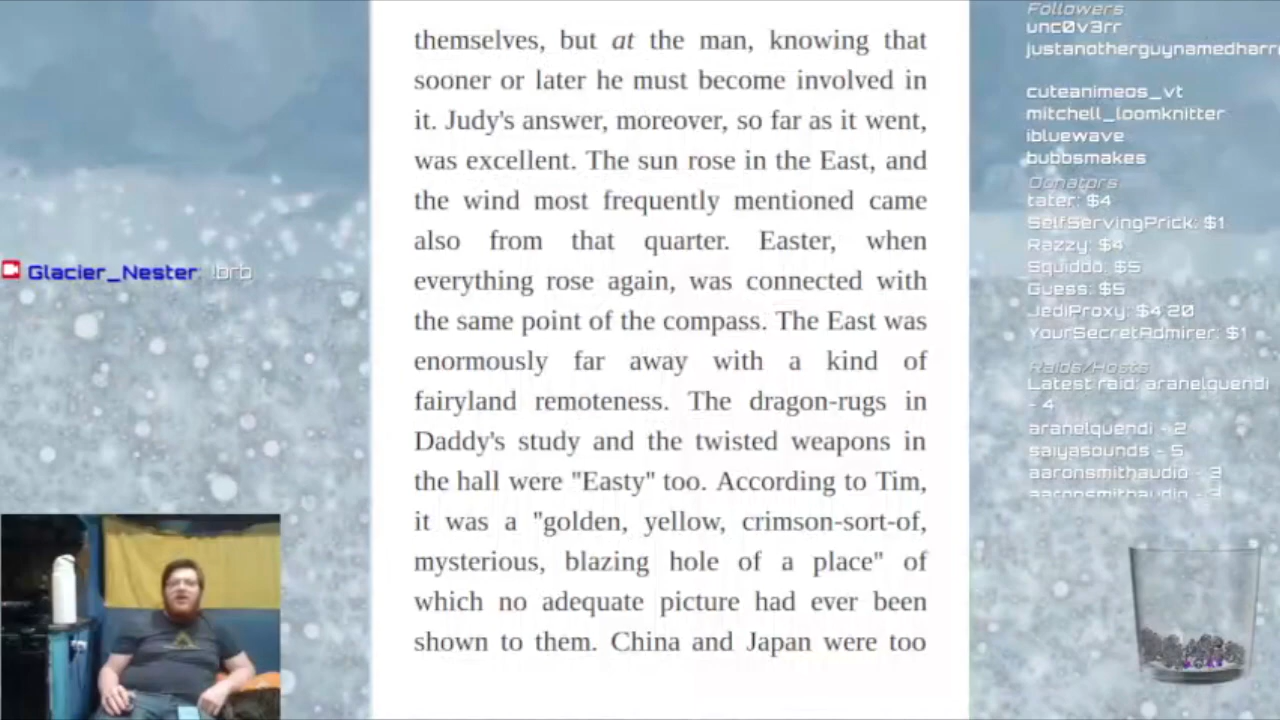 themselves, but at the man, knowing that
sooner or later he must become involved in
it. Judy's answer, moreover, so far as it went,
was excellent. The sun rose in the East, and
the wind most frequently mentioned came
also from that quarter. Easter, when
everything rose again, was connected with
the same point of the compass. The East was
enormously far away with a kind of
fairyland remoteness. The dragon-rugs in
Daddy's study and the twisted weapons in
the hall were "Easty" too. According to Tim,
it was a "golden, yellow, crimson-sort-of,
mysterious, blazing hole of a place" of
which no adequate picture had ever been
shown to them. China and Japan were too
Glacier_Nester: !brb
Followers
unc0v3rr
justanotherguynamedharr
cuteanimeos_vt
mitchell_loomknitter
ibluewave
bubbsmakes
Donators
tater: $4
SelfServingPrick: $1
Razzy: $4
Squiddo: $5
Guess: $5
JediProxy: $4.20
YourSecretAdmirer: $1
Raids/Hosts
Latest raid: aranelquendi
- 4
aranelquendi - 2
saiyasounds - 5
aaronsmithaudio - 3
aaronsmithaudio - 3